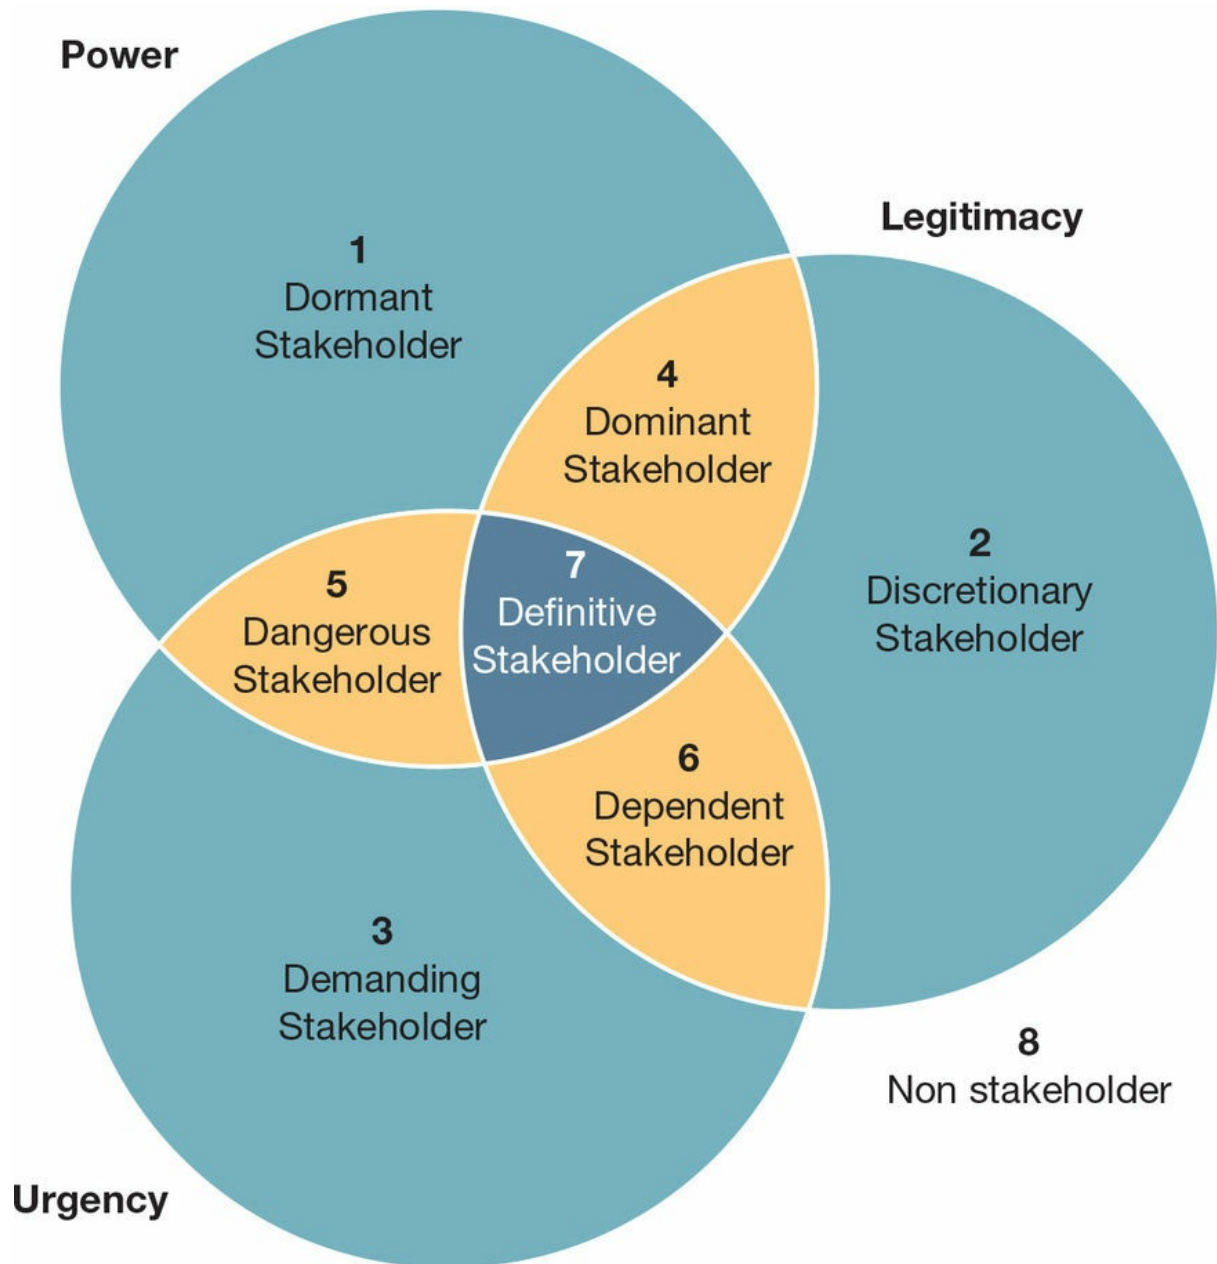 Power
Legitimacy
1
Dormant
Stakeholder
4
Dominant
Stakeholder
2
Discretionary
Stakeholder
5
Dangerous
Stakeholder
7
Definitive
Stakeholder
6
Dependent
Stakeholder
3
Demanding
Stakeholder
8
Non stakeholder
Urgency